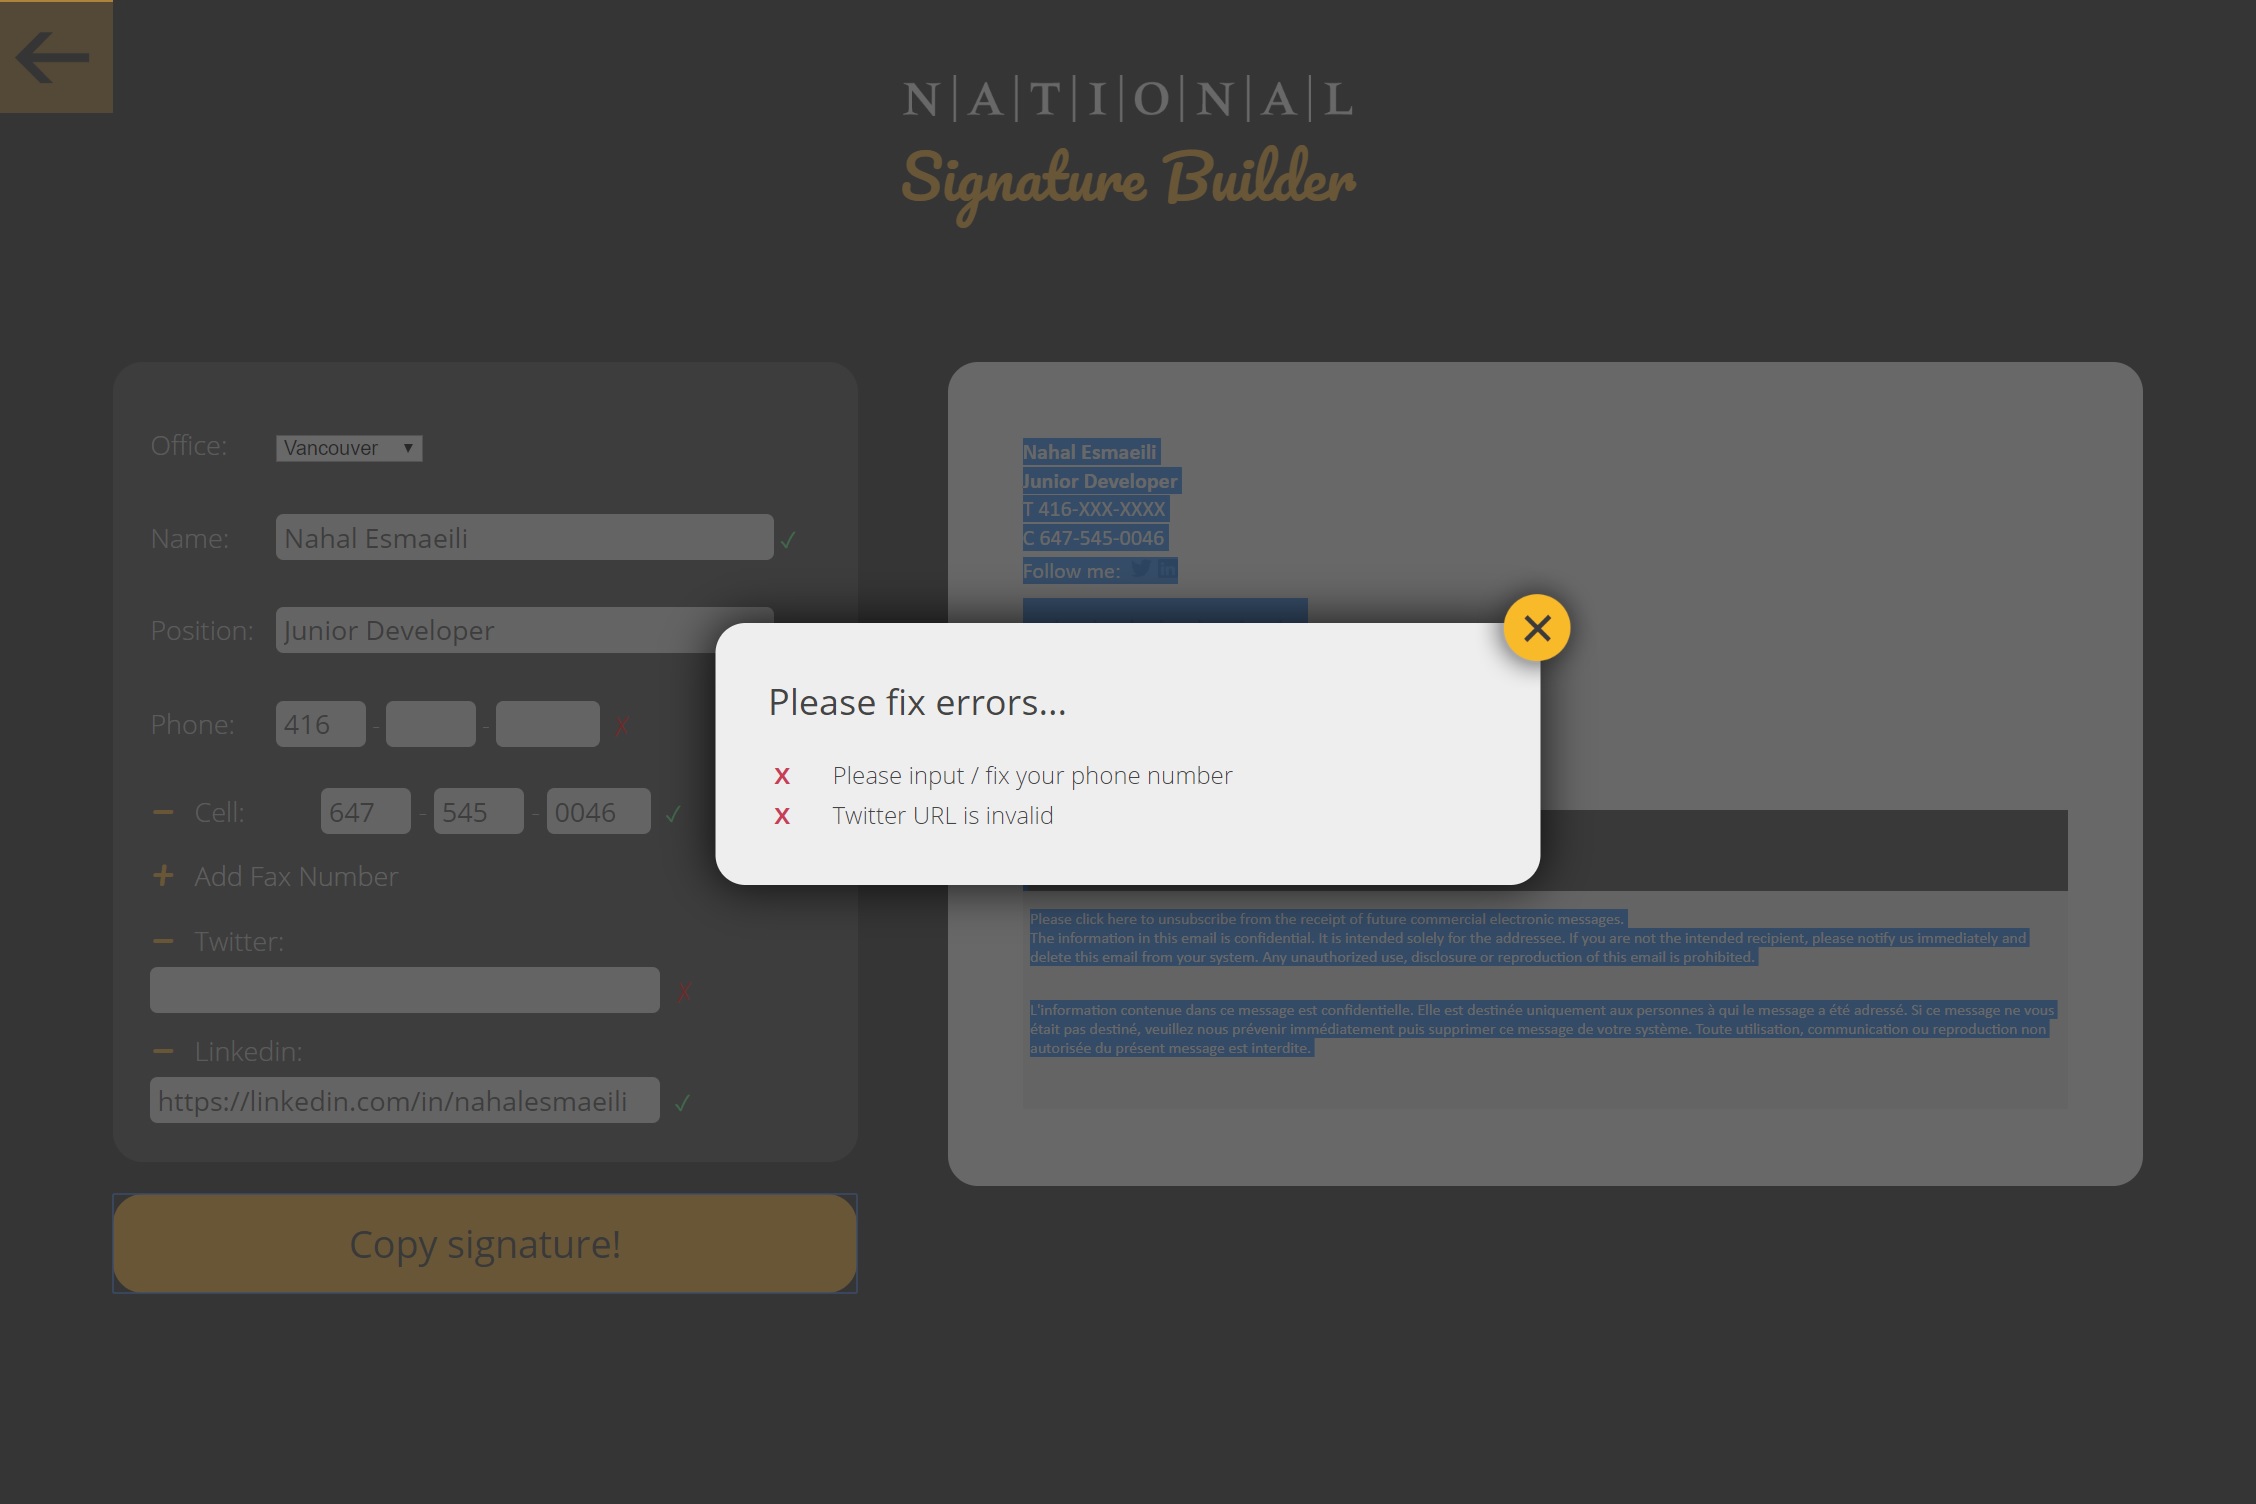 N|A|T|I|O|N|A|L
Signature Builder
Office: Vancouver
Name: Nahal Esmaeili ✓
Position: Junior Developer
Phone: 416 - - X
− Cell: 647 - 545 - 0046 ✓
+ Add Fax Number
− Twitter:
X
− Linkedin:
https://linkedin.com/in/nahalesmaeili ✓
Copy signature!
Nahal Esmaeili
Junior Developer
T 416-XXX-XXXX
C 647-545-0046
Follow me: in
Please fix errors...
X Please input / fix your phone number
X Twitter URL is invalid
Please click here to unsubscribe from the receipt of future commercial electronic messages.
The information in this email is confidential. It is intended solely for the addressee. If you are not the intended recipient, please notify us immediately and
delete this email from your system. Any unauthorized use, disclosure or reproduction of this email is prohibited.
L'information contenue dans ce message est confidentielle. Elle est destinée uniquement aux personnes à qui le message a été adressé. Si ce message ne vous
était pas destiné, veuillez nous prévenir immédiatement puis supprimer ce message de votre système. Toute utilisation, communication ou reproduction non
autorisée du présent message est interdite.